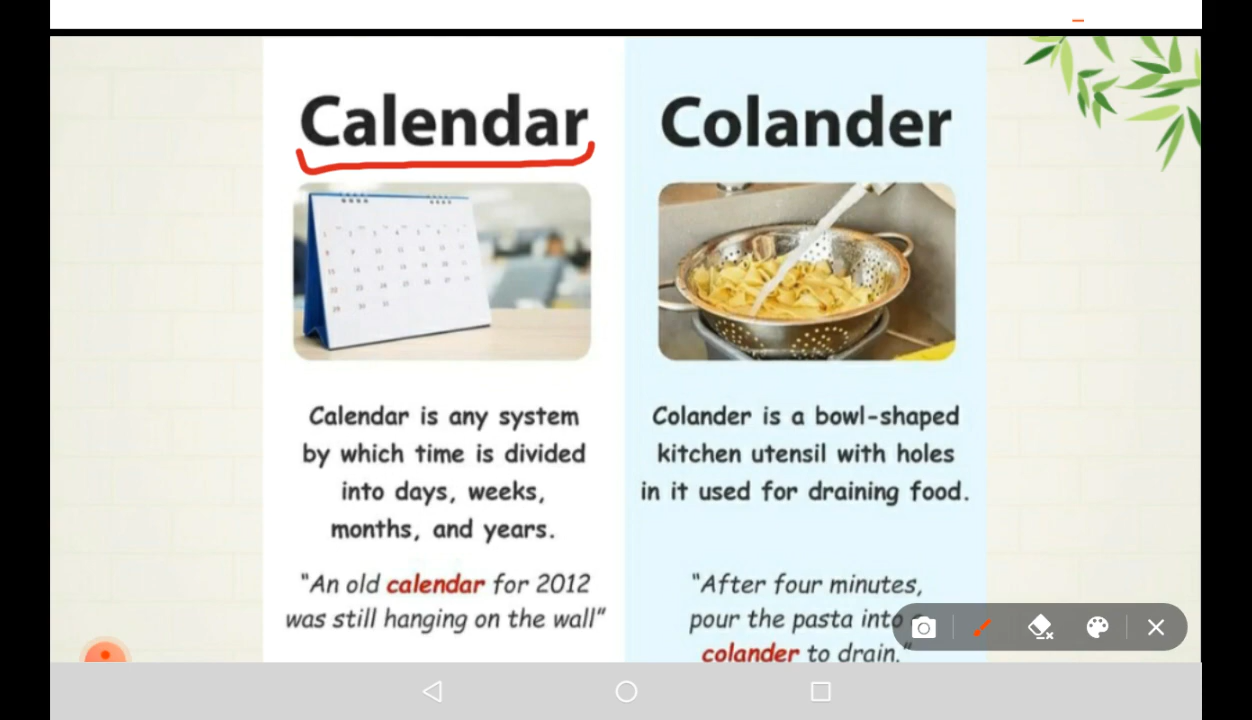 Calendar
Calendar is any system
by which time is divided
into days, weeks,
months, and years.
"An old calendar for 2012
was still hanging on the wall"
Colander
Colander is a bowl-shaped
kitchen utensil with holes
in it used for draining food.
"After four minutes,
pour the pasta into
colander to drain."